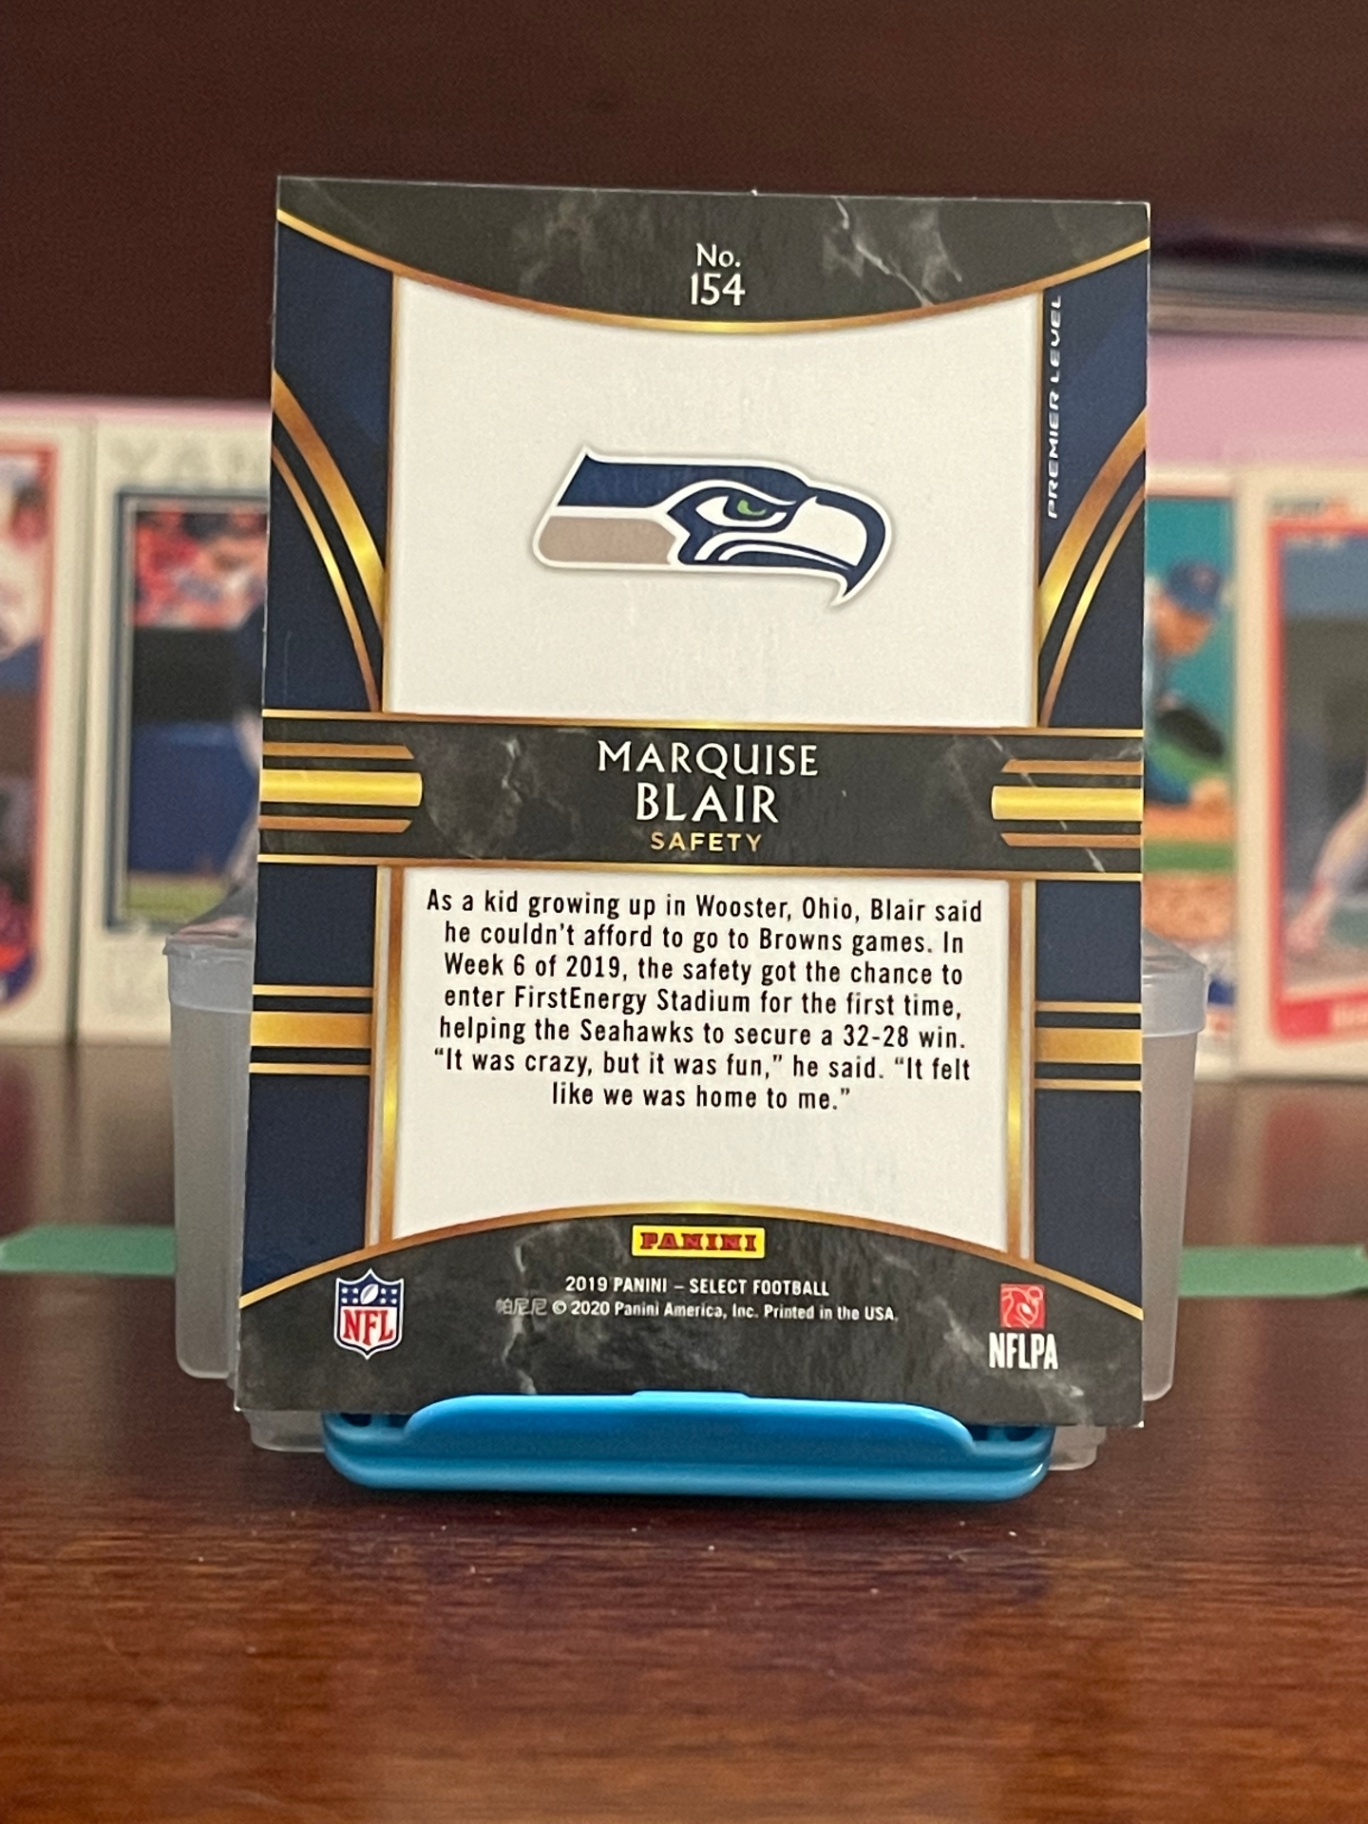 No.
154
PREMIER LEVEL
MARQUISE
BLAIR
SAFETY
As a kid growing up in Wooster, Ohio, Blair said
he couldn't afford to go to Browns games. In
Week 6 of 2019, the safety got the chance to
enter FirstEnergy Stadium for the first time,
helping the Seahawks to secure a 32-28 win.
“It was crazy, but it was fun,” he said. “It felt
like we was home to me.”
PANINI
2019 PANINI – SELECT FOOTBALL
帕尼尼 © 2020 Panini America, Inc. Printed in the USA.
NFL
NFLPA